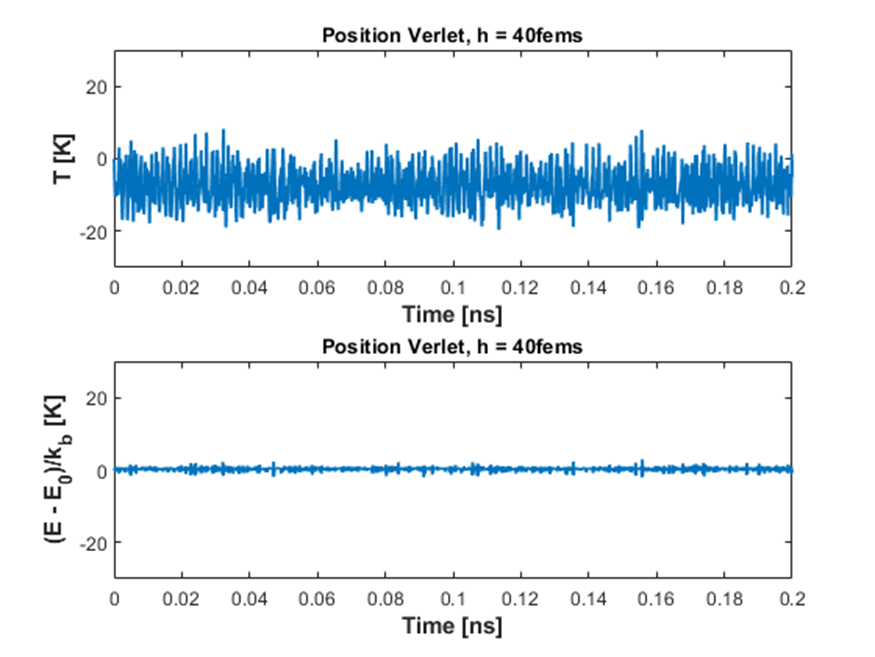 Position Verlet, h = 40fems
T [K]
20
0
-20
0 0.02 0.04 0.06 0.08 0.1 0.12 0.14 0.16 0.18 0.2
Time [ns]
Position Verlet, h = 40fems
(E - E0)/kb [K]
20
0
-20
0 0.02 0.04 0.06 0.08 0.1 0.12 0.14 0.16 0.18 0.2
Time [ns]